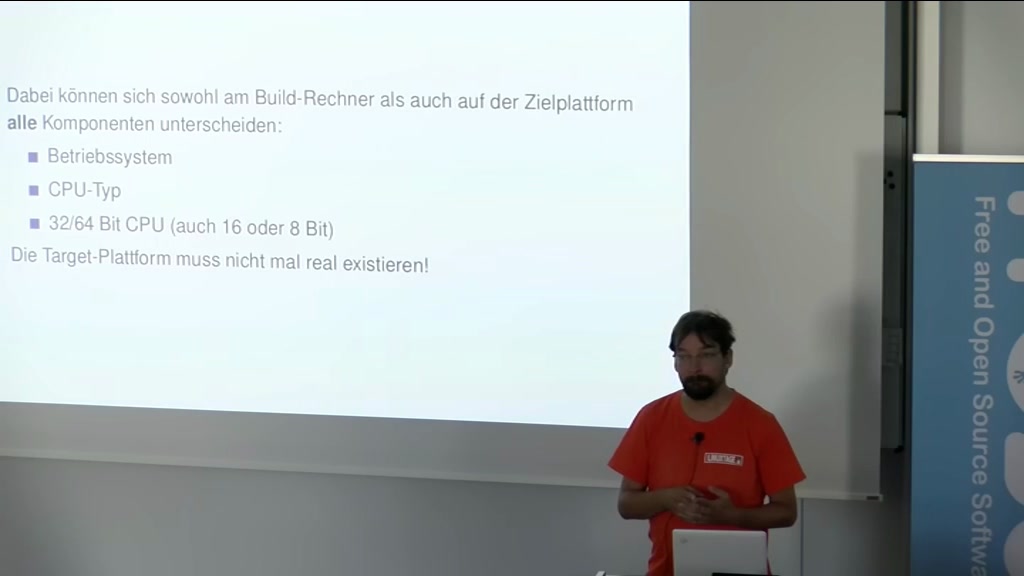 Dabei können sich sowohl am Build-Rechner als auch auf der Zielplattform
alle Komponenten unterscheiden:
Betriebssystem
CPU-Typ
32/64 Bit CPU (auch 16 oder 8 Bit)
Die Target-Plattform muss nicht mal real existieren!
Free and Open Source Softwa